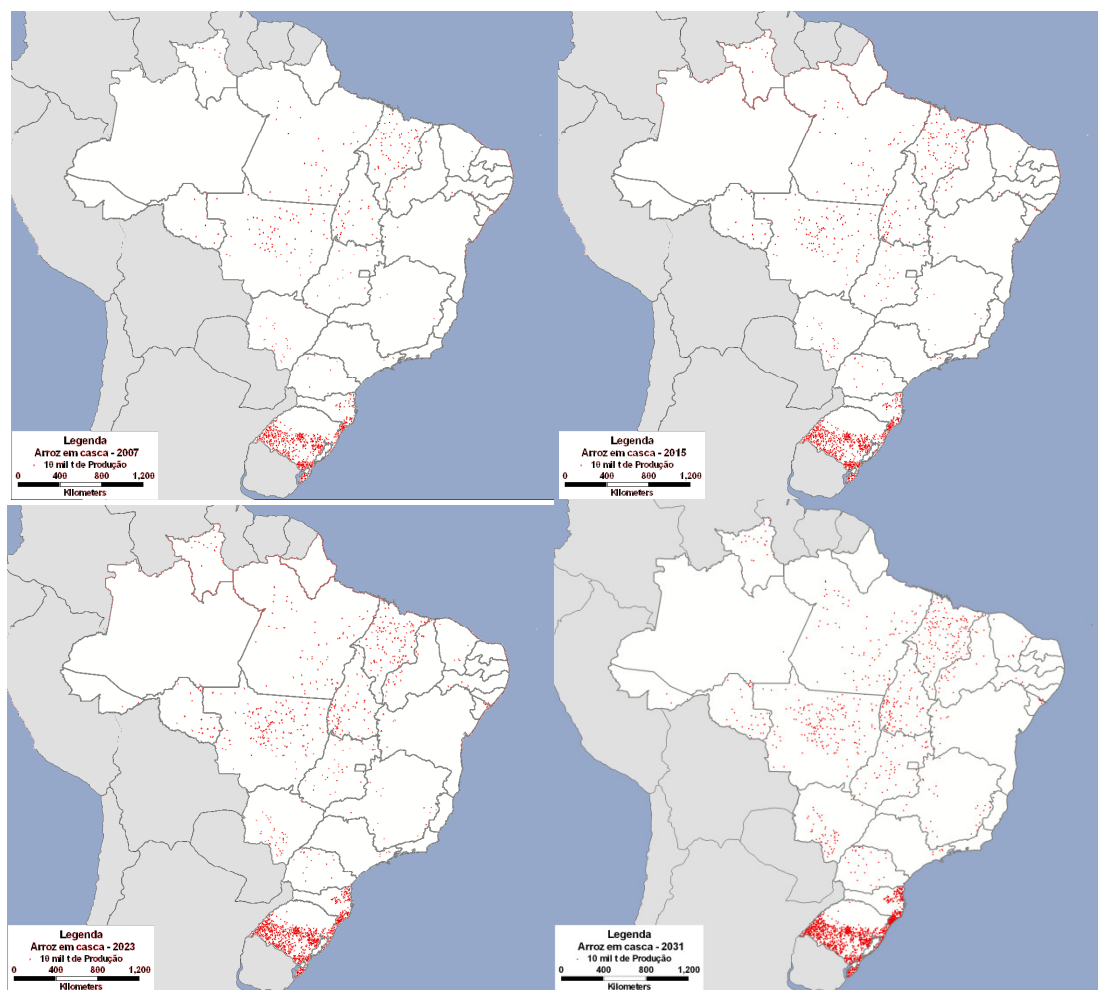 Legenda
Arroz em casca - 2007
10 mil t de Produção
0 400 800 1,200
Kilometers
Legenda
Arroz em casca - 2015
10 mil t de Produção
0 400 800 1,200
Kilometers
Legenda
Arroz em casca - 2023
10 mil t de Produção
0 400 800 1,200
Kilometers
Legenda
Arroz em casca - 2031
10 mil t de Produção
0 400 800 1,200
Kilometers